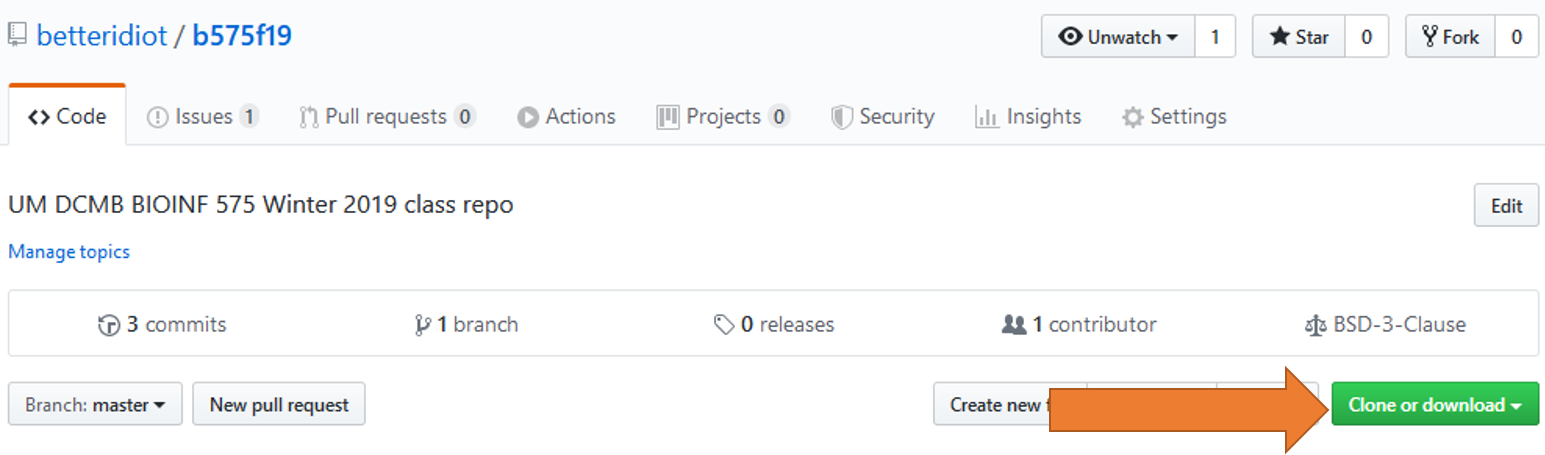 betteridiot / b575f19 Unwatch 1 Star 0 Fork 0
Code Issues 1 Pull requests 0 Actions Projects 0 Security Insights Settings
UM DCMB BIOINF 575 Winter 2019 class repo Edit
Manage topics
3 commits 1 branch 0 releases 1 contributor BSD-3-Clause
Branch: master New pull request Create new Clone or download